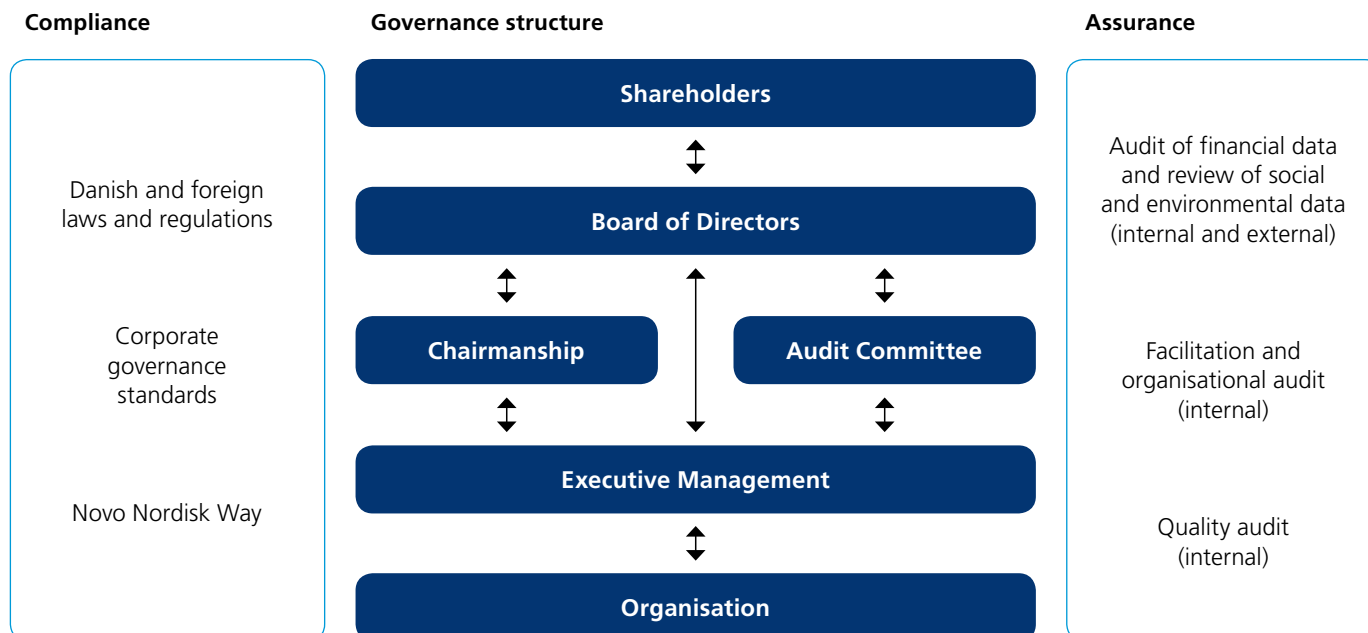 Compliance
Danish and foreign
laws and regulations
Corporate
governance
standards
Novo Nordisk Way
Governance structure
Shareholders
Board of Directors
Chairmanship
Audit Committee
Executive Management
Organisation
Assurance
Audit of financial data
and review of social
and environmental data
(internal and external)
Facilitation and
organisational audit
(internal)
Quality audit
(internal)